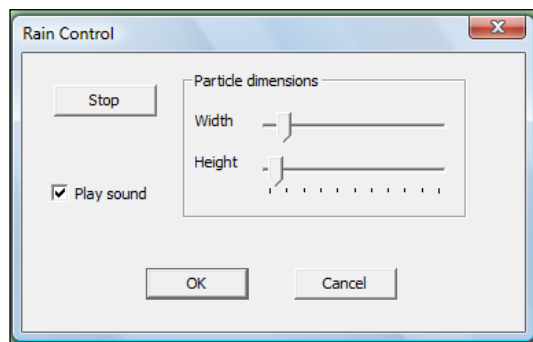 Rain Control
Stop
Particle dimensions
Width
Height
Play sound
OK
Cancel